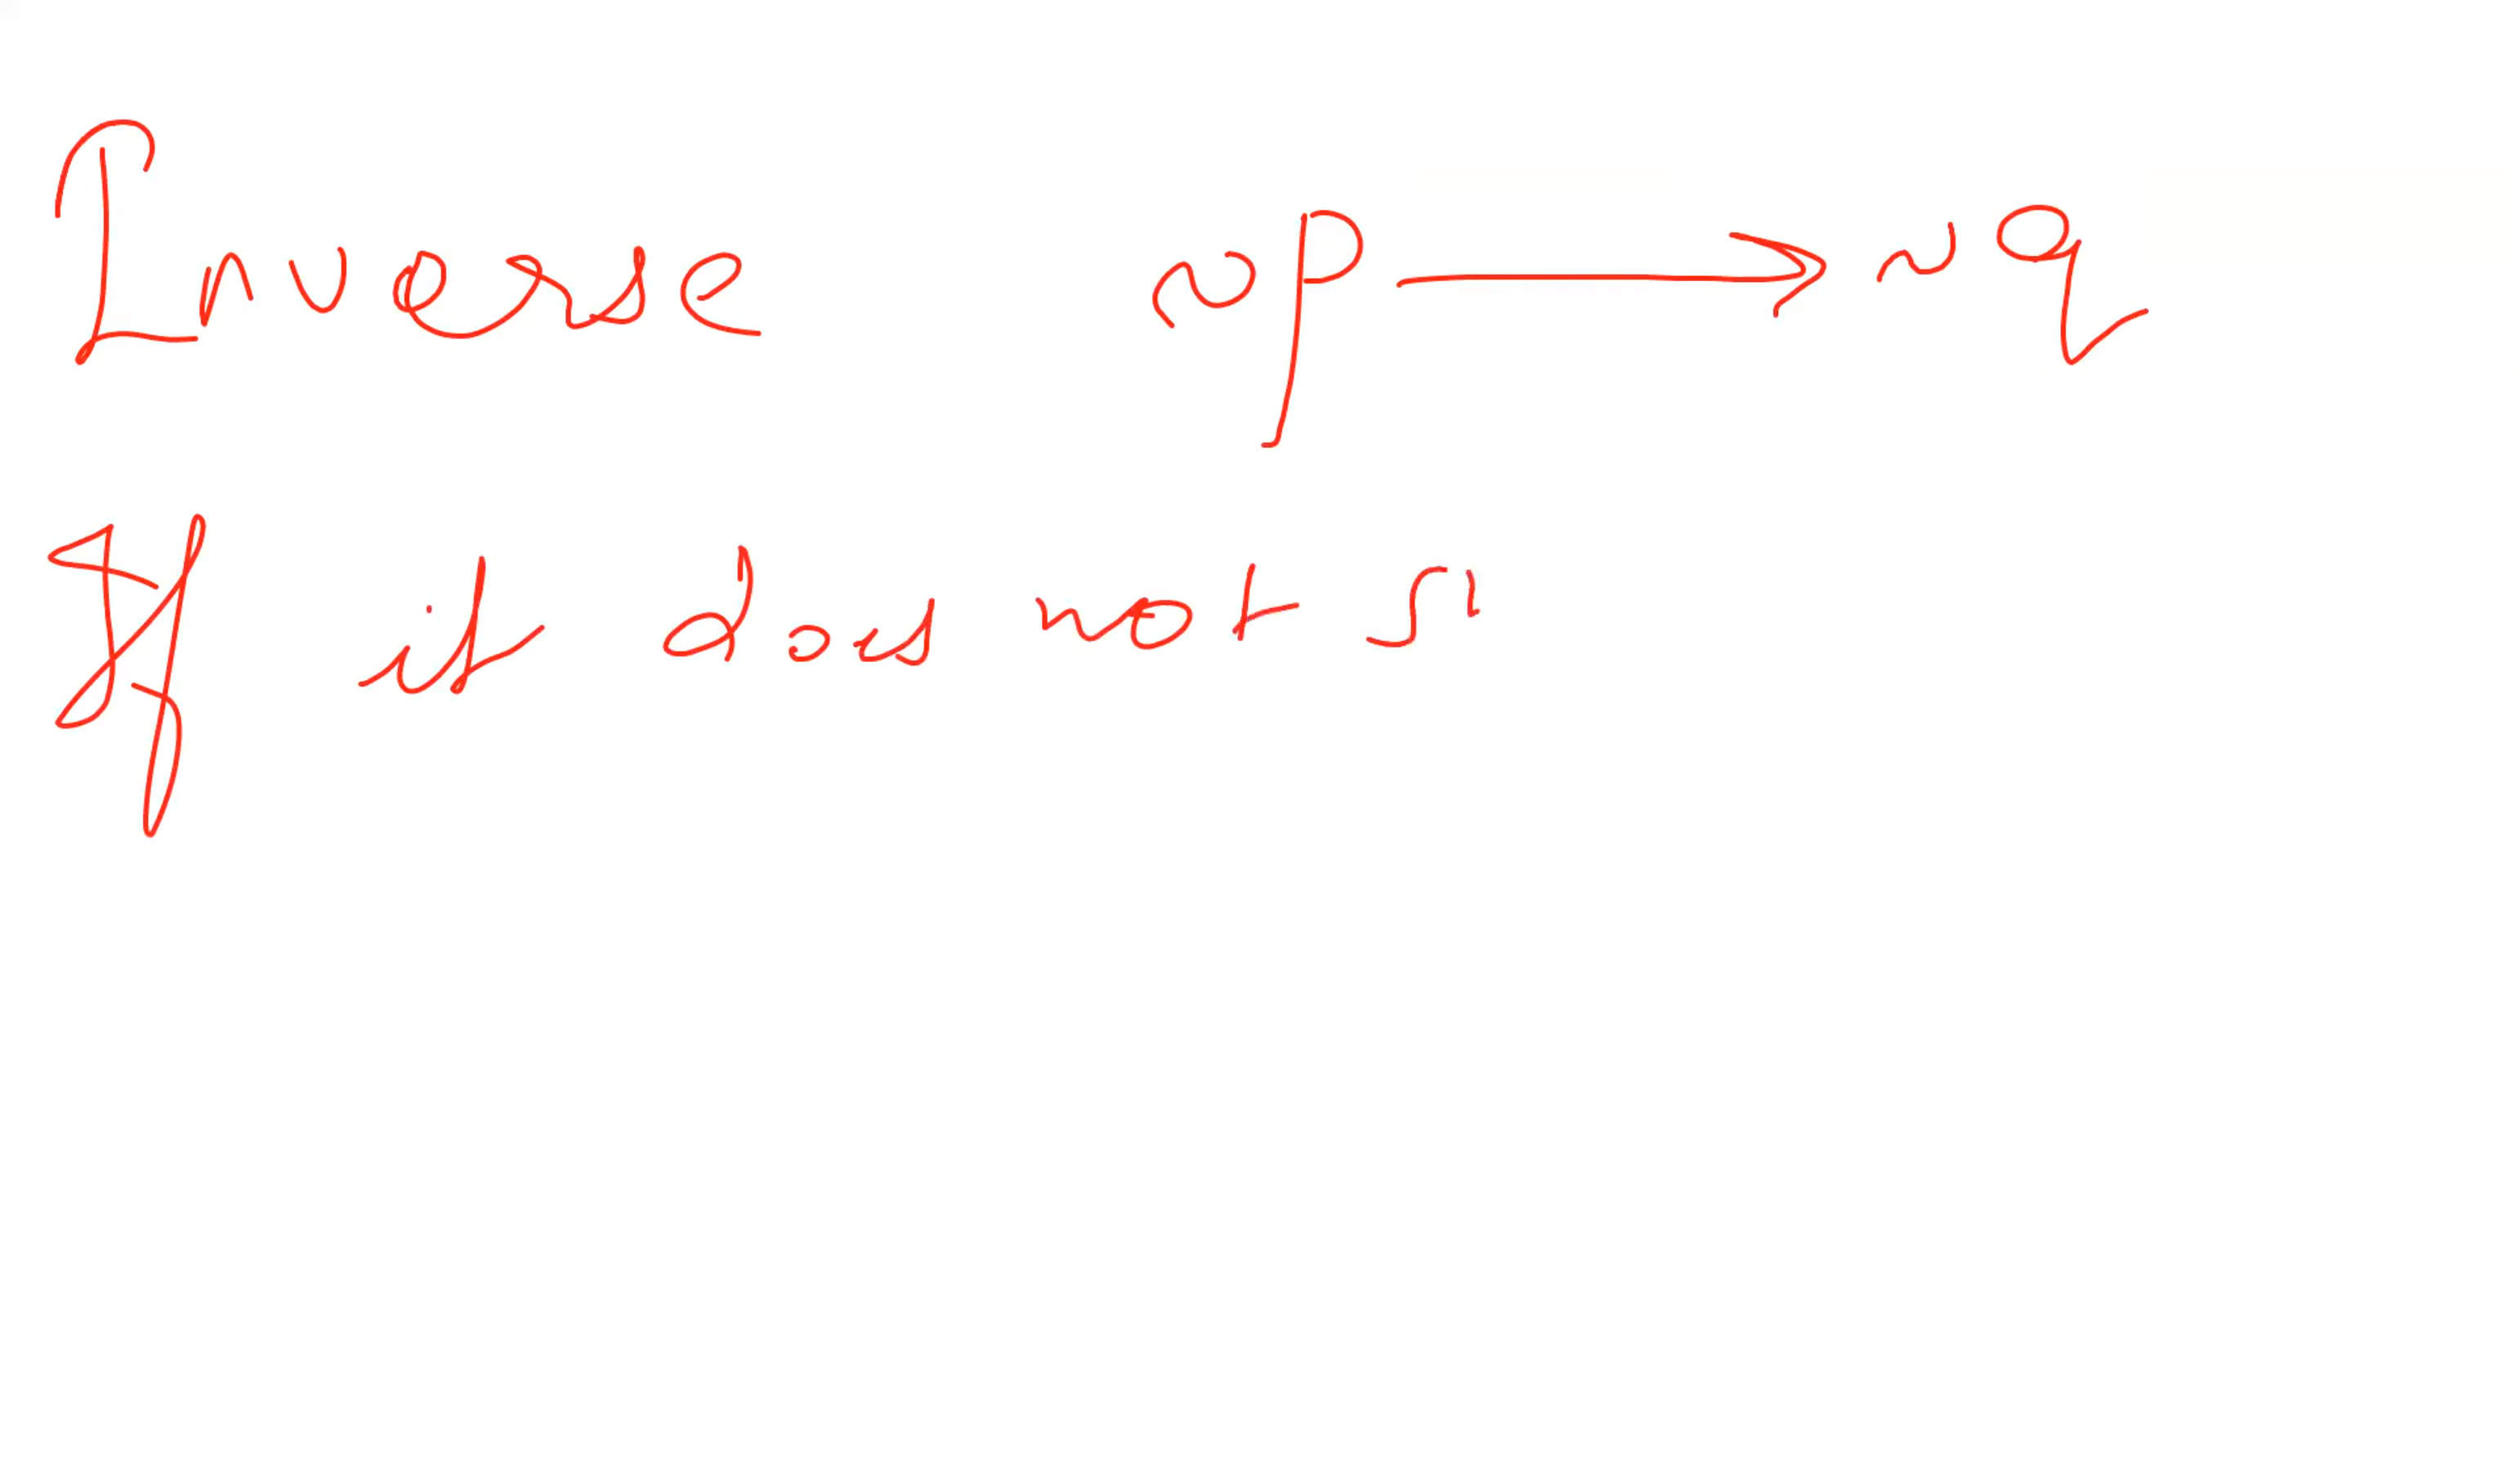 Inverse ~p → ~q
If it does not